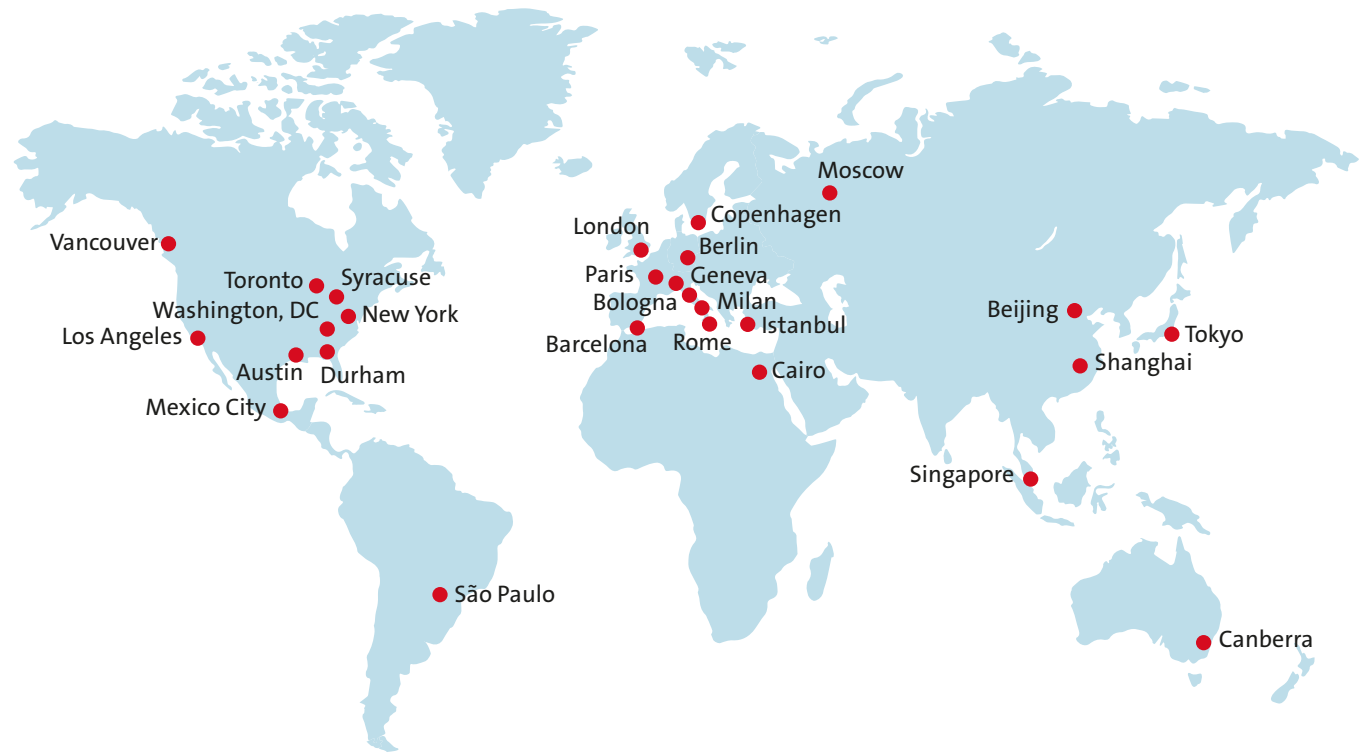 Moscow
Copenhagen
London
Berlin
Vancouver
Paris
Geneva
Toronto
Syracuse
Bologna
Milan
Washington, DC
New York
Istanbul
Beijing
Los Angeles
Barcelona
Rome
Tokyo
Austin
Durham
Cairo
Shanghai
Mexico City
Singapore
São Paulo
Canberra